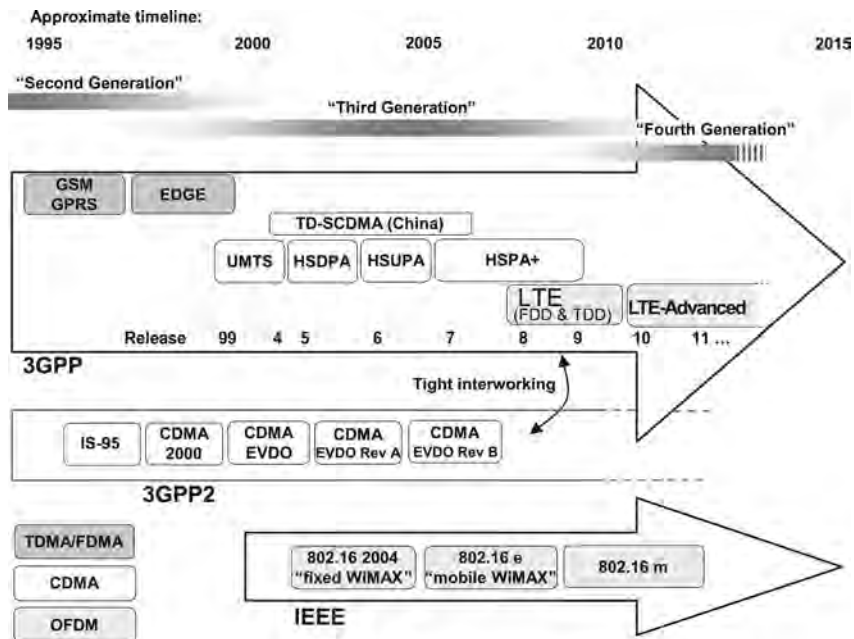 Approximate timeline:
1995 2000 2005 2010 2015
“Second Generation”
“Third Generation”
“Fourth Generation”
GSM
GPRS
EDGE
TD-SCDMA (China)
UMTS HSDPA HSUPA HSPA+
LTE
(FDD & TDD)
LTE-Advanced
Release 99 4 5 6 7 8 9 10 11 ...
3GPP
Tight interworking
IS-95
CDMA
2000
CDMA
EVDO
CDMA
EVDO Rev A
CDMA
EVDO Rev B
3GPP2
TDMA/FDMA
CDMA
OFDM
802.16 2004
“fixed WiMAX”
802.16 e
“mobile WiMAX”
802.16 m
IEEE